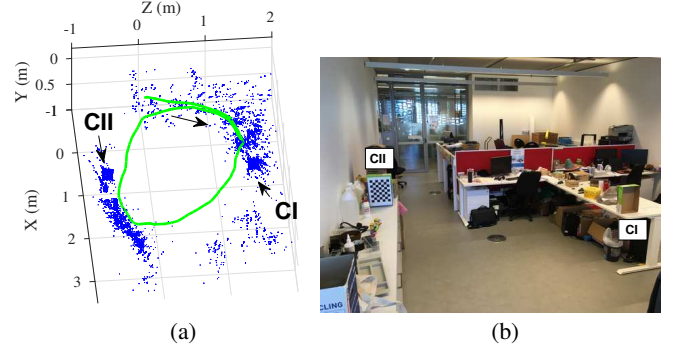 Z (m)
-1 0 1 2
Y (m)
0
0.5
-1
CII
CI
X (m)
0
1
2
3
(a)
CII
CI
CLING
(b)